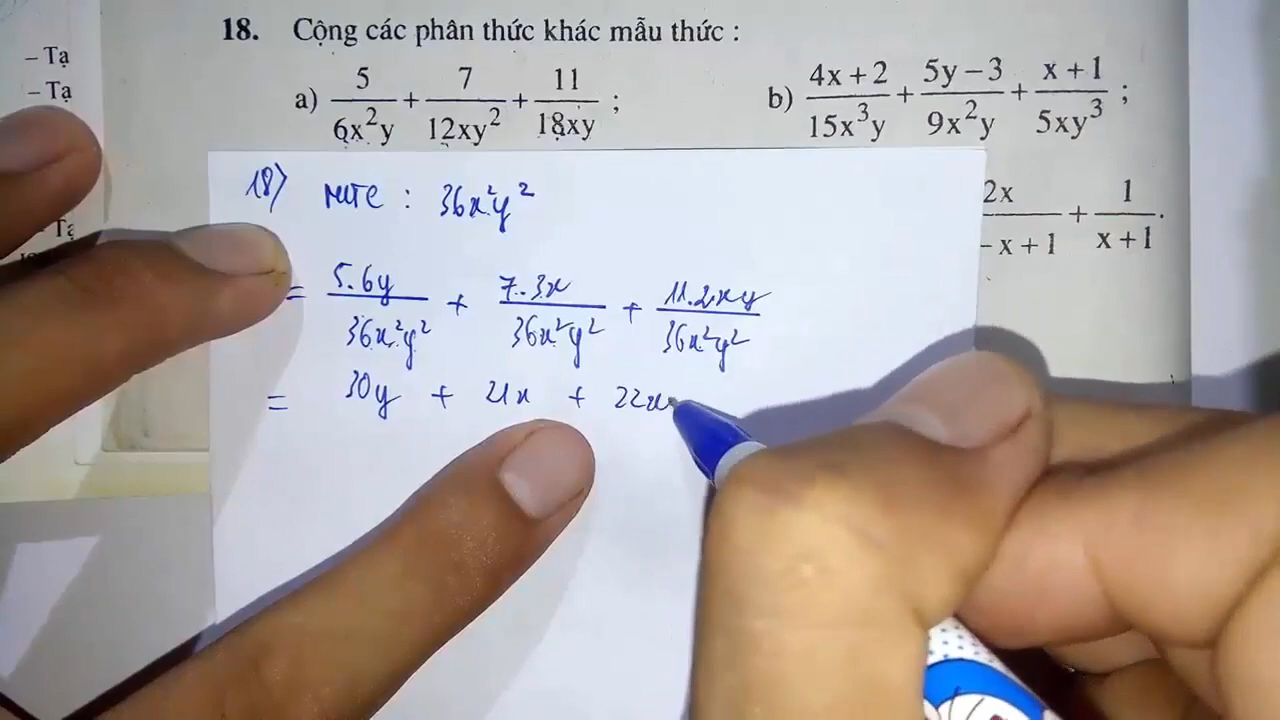 – Tạ
– Tạ
Tạ
18. Cộng các phân thức khác mẫu thức :
a) 5/(6x²y) + 7/(12xy²) + 11/(18xy) ;
b) (4x + 2)/(15x³y) + (5y – 3)/(9x²y) + (x + 1)/(5xy³) ;
2x/(– x + 1) + 1/(x + 1).
18) MTC : 36x²y²
= 5.6y/(36x²y²) + 7.3x/(36x²y²) + 11.2xy/(36x²y²)
= 30y + 21x + 22x